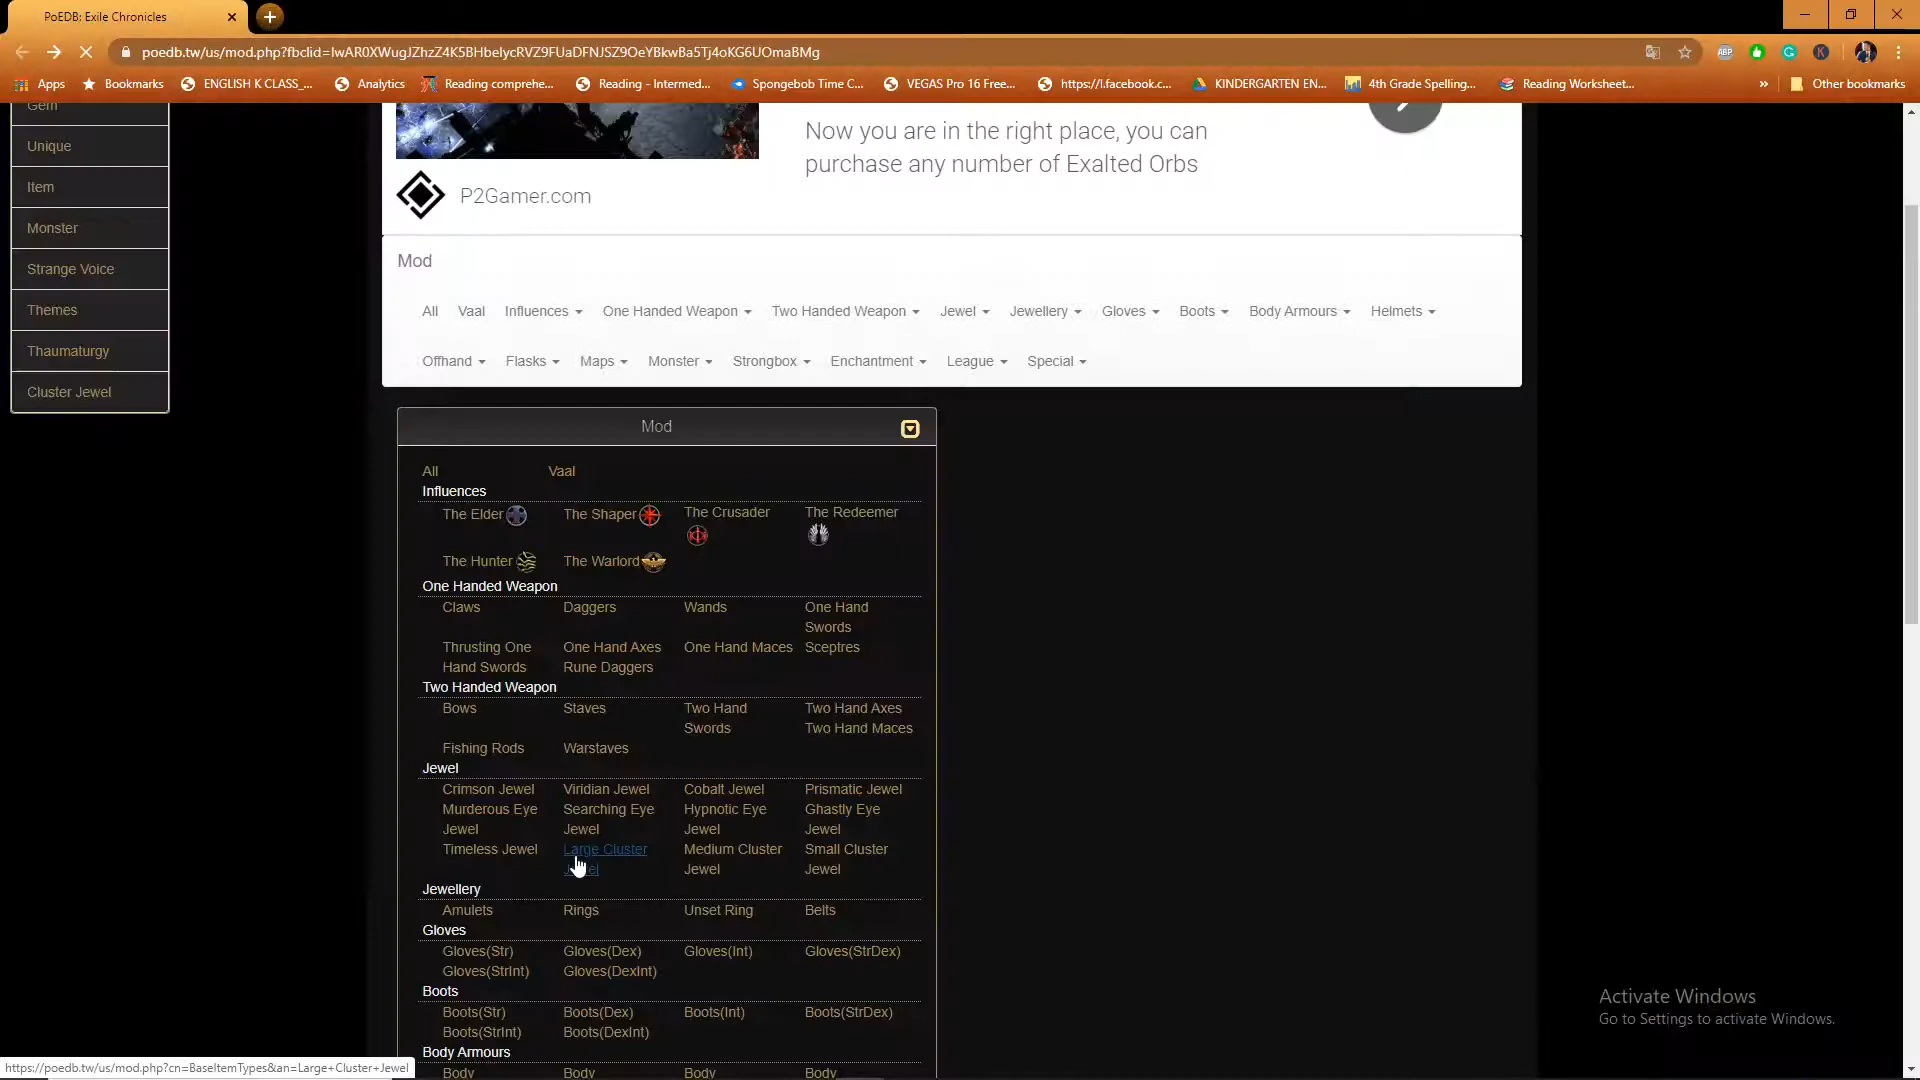 PoEDB: Exile Chronicles
poedb.tw/us/mod.php?fbclid=IwAR0XWugJZhzZ4K5BHbelycRVZ9FUaDFNJSZ9OeYBkwBa5Tj4oKG6UOmaBMg
Apps Bookmarks ENGLISH K CLASS_... Analytics Reading comprehe... Reading - Intermed... Spongebob Time C... VEGAS Pro 16 Free... https://l.facebook.c... KINDERGARTEN EN... 4th Grade Spelling... Reading Worksheet... » Other bookmarks
Gem
Unique
Item
Monster
Strange Voice
Themes
Thaumaturgy
Cluster Jewel
Now you are in the right place, you can
purchase any number of Exalted Orbs
P2Gamer.com
Mod
All Vaal Influences One Handed Weapon Two Handed Weapon Jewel Jewellery Gloves Boots Body Armours Helmets
Offhand Flasks Maps Monster Strongbox Enchantment League Special
Mod
All Vaal
Influences
The Elder The Shaper The Crusader The Redeemer
The Hunter The Warlord
One Handed Weapon
Claws Daggers Wands One Hand
Swords
Thrusting One One Hand Axes One Hand Maces Sceptres
Hand Swords Rune Daggers
Two Handed Weapon
Bows Staves Two Hand Two Hand Axes
Swords Two Hand Maces
Fishing Rods Warstaves
Jewel
Crimson Jewel Viridian Jewel Cobalt Jewel Prismatic Jewel
Murderous Eye Searching Eye Hypnotic Eye Ghastly Eye
Jewel Jewel Jewel Jewel
Timeless Jewel Large Cluster Medium Cluster Small Cluster
Jewel Jewel Jewel
Jewellery
Amulets Rings Unset Ring Belts
Gloves
Gloves(Str) Gloves(Dex) Gloves(Int) Gloves(StrDex)
Gloves(StrInt) Gloves(DexInt)
Boots
Boots(Str) Boots(Dex) Boots(Int) Boots(StrDex)
Boots(StrInt) Boots(DexInt)
Body Armours
Body Body Body Body
Activate Windows
Go to Settings to activate Windows.
https://poedb.tw/us/mod.php?cn=BaseItemTypes&an=Large+Cluster+Jewel